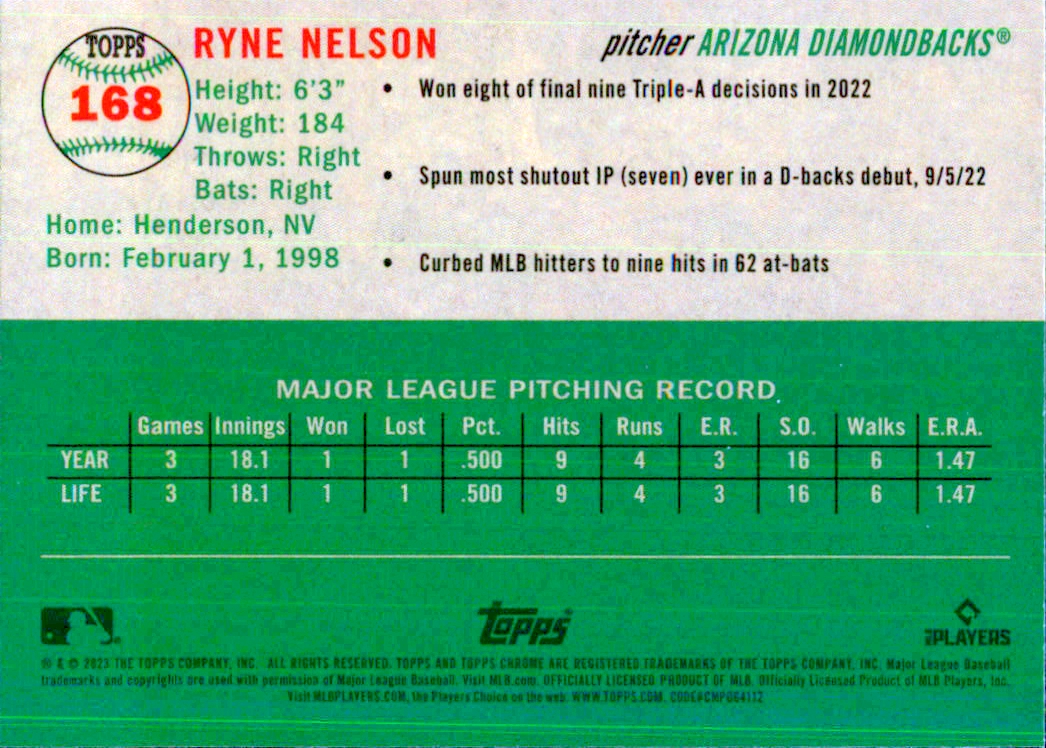 TOPPS
168
RYNE NELSON
pitcher ARIZONA DIAMONDBACKS®
Height: 6'3"
Weight: 184
Throws: Right
Bats: Right
Home: Henderson, NV
Born: February 1, 1998
• Won eight of final nine Triple-A decisions in 2022
• Spun most shutout IP (seven) ever in a D-backs debut, 9/5/22
• Curbed MLB hitters to nine hits in 62 at-bats
MAJOR LEAGUE PITCHING RECORD
Games Innings Won Lost Pct. Hits Runs E.R. S.O. Walks E.R.A.
YEAR 3 18.1 1 1 .500 9 4 3 16 6 1.47
LIFE 3 18.1 1 1 .500 9 4 3 16 6 1.47
Topps
PLAYERS
® & © 2023 THE TOPPS COMPANY, INC. ALL RIGHTS RESERVED. TOPPS AND TOPPS CHROME ARE REGISTERED TRADEMARKS OF THE TOPPS COMPANY, INC. Major League Baseball
trademarks and copyrights are used with permission of Major League Baseball. Visit MLB.com. OFFICIALLY LICENSED PRODUCT OF MLB. Officially Licensed Product of MLB Players, Inc.
Visit MLBPLAYERS.COM, the Players Choice on the web. WWW.TOPPS.COM. CODE#CMP064112